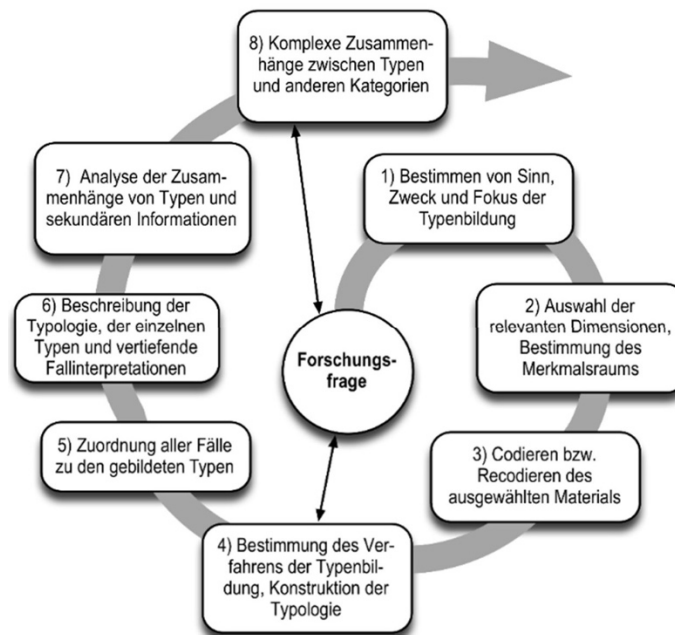 8) Komplexe Zusammen-
hänge zwischen Typen
und anderen Kategorien
7) Analyse der Zusam-
menhänge von Typen und
sekundären Informationen
1) Bestimmen von Sinn,
Zweck und Fokus der
Typenbildung
6) Beschreibung der
Typologie, der einzelnen
Typen und vertiefende
Fallinterpretationen
Forschungs-
frage
2) Auswahl der
relevanten Dimensionen,
Bestimmung des
Merkmalsraums
5) Zuordnung aller Fälle
zu den gebildeten Typen
3) Codieren bzw.
Recodieren des
ausgewählten Materials
4) Bestimmung des Ver-
fahrens der Typenbil-
dung, Konstruktion der
Typologie